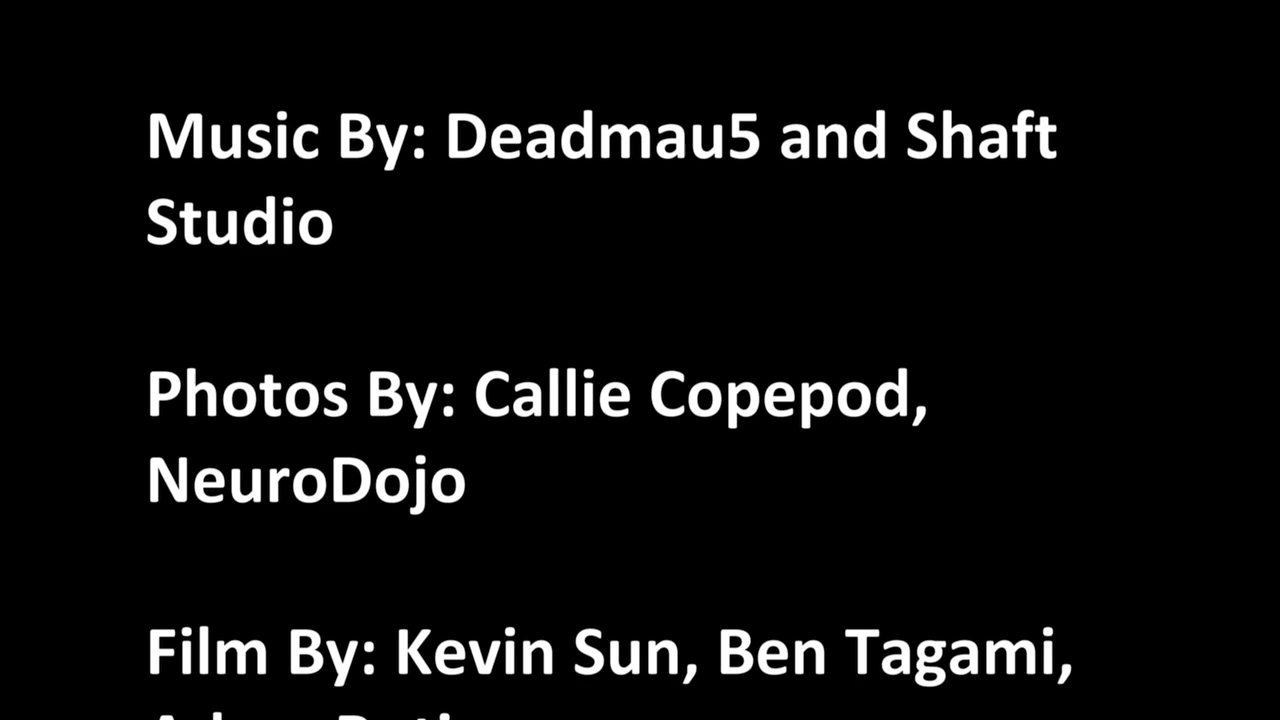 Music By: Deadmau5 and Shaft
Studio
Photos By: Callie Copepod,
NeuroDojo
Film By: Kevin Sun, Ben Tagami,